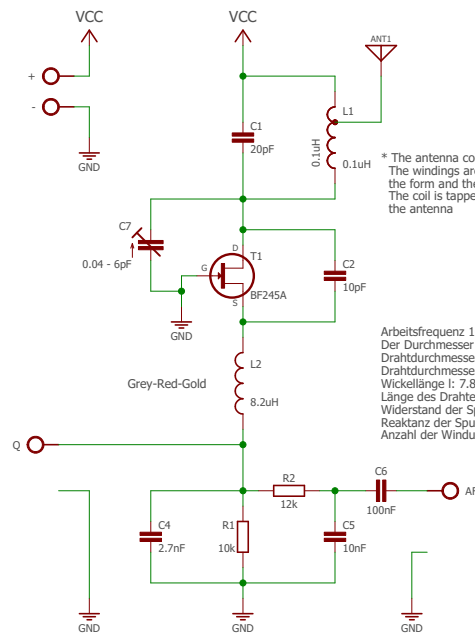 VCC
VCC
ANT1
+
-
GND
L1
0.1uH
0.1uH
C1
20pF
* The antenna co
The windings ar
the form and the
The coil is tappe
the antenna
C7
0.04 - 6pF
D
T1
G
BF245A
S
C2
10pF
GND
Arbeitsfrequenz 1
Der Durchmesser
Drahtdurchmesse
Drahtdurchmesse
Wickellänge l: 7.8
Länge des Drahte
Widerstand der Sp
Reaktanz der Spu
Anzahl der Windu
L2
Grey-Red-Gold
8.2uH
Q
R2
12k
C6
100nF
AF
C4
2.7nF
R1
10k
C5
10nF
GND
GND
GND